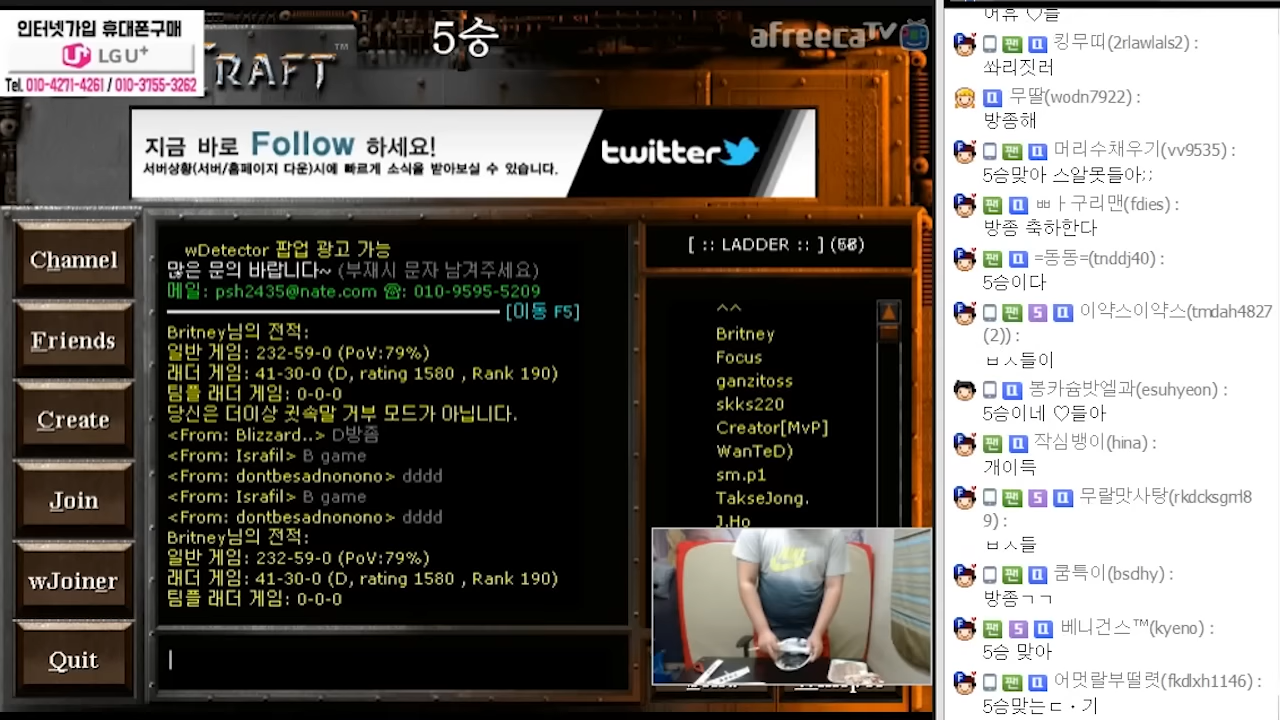 인터넷가입 휴대폰구매
LG U+
Tel. 010-4271-4261 / 010-3755-3262
RAFT™
5승
afreecaTV
지금 바로 Follow 하세요!
서버상황(서버/홈페이지 다운)시에 빠르게 소식을 받아보실 수 있습니다.
twitter
Channel
Friends
Create
Join
wJoiner
Quit
wDetector 팝업 광고 가능
많은 문의 바랍니다~ (부재시 문자 남겨주세요)
메일: psh2435@nate.com ☎: 010-9595-5209
[이동 F5]
Britney님의 전적:
일반 게임: 232-59-0 (PoV:79%)
래더 게임: 41-30-0 (D, rating 1580 , Rank 190)
팀플 래더 게임: 0-0-0
당신은 더이상 귓속말 거부 모드가 아닙니다.
<From: Blizzard..> D방종
<From: Israfil> B game
<From: dontbesadnonono> dddd
<From: Israfil> B game
<From: dontbesadnonono> dddd
Britney님의 전적:
일반 게임: 232-59-0 (PoV:79%)
래더 게임: 41-30-0 (D, rating 1580 , Rank 190)
팀플 래더 게임: 0-0-0
[ :: LADDER :: ]
^^
Britney
Focus
ganzitoss
skks220
Creator[MvP]
WanTeD)
sm.p1
TakseJong.
J.Ho
어유 ♡들
킹무띠(2rlawlals2) :
쏴리짓러
무딸(wodn7922) :
방종해
머리수채우기(vv9535) :
5승맞아 스알못들아;;
ㅃㅏ구리맨(fdies) :
방종 축하한다
=동동=(tnddj40) :
5승이다
이약스이약스(tmdah4827
(2)) :
ㅂㅅ들이
봉카슘밧엘과(esuhyeon) :
5승이네 ♡들아
작심뱅이(hina) :
개이득
무랄맛사탕(rkdcksgml8
9) :
ㅂㅅ들
쿰특이(bsdhy) :
방종ㄱㄱ
베니건스™(kyeno) :
5승 맞아
어멋랄부떨렷(fkdlxh1146) :
5승맞는ㄷㆍ기